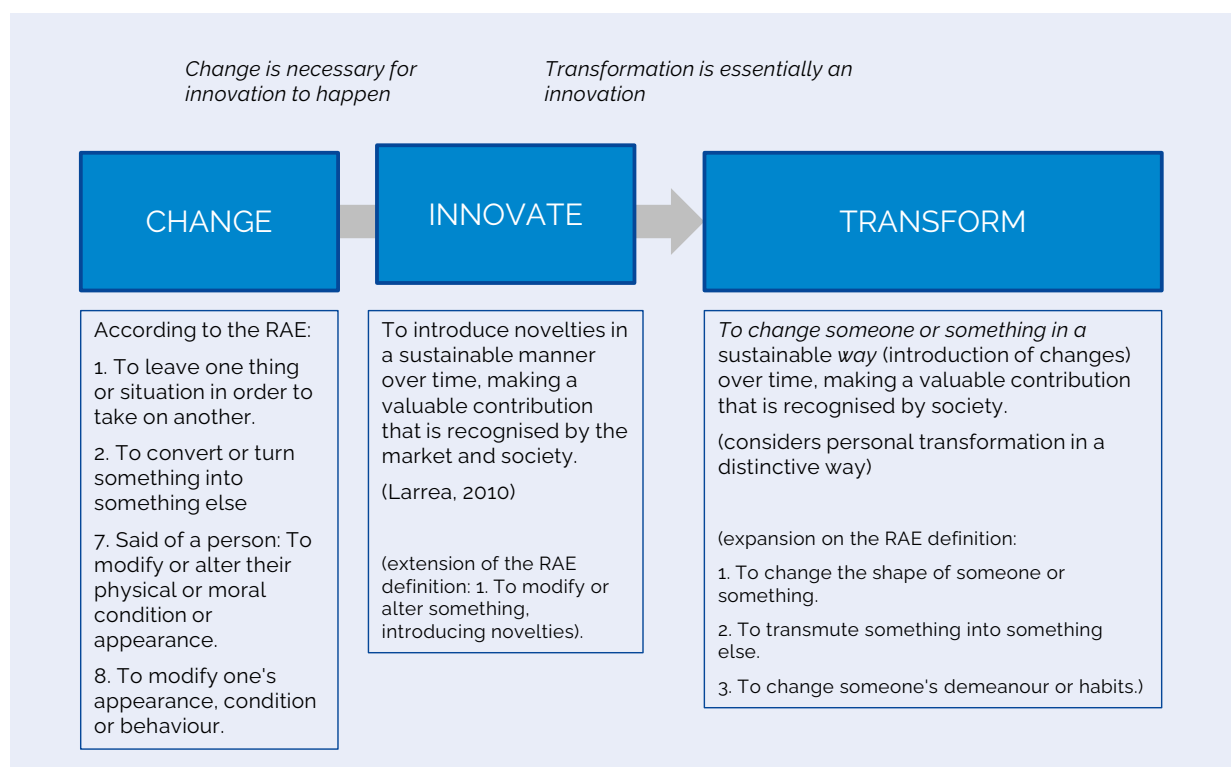 Change is necessary for
innovation to happen
Transformation is essentially an
innovation
CHANGE
INNOVATE
TRANSFORM
According to the RAE:
1. To leave one thing
or situation in order to
take on another.
2. To convert or turn
something into
something else
7. Said of a person: To
modify or alter their
physical or moral
condition or
appearance.
8. To modify one's
appearance, condition
or behaviour.
To introduce novelties in
a sustainable manner
over time, making a
valuable contribution
that is recognised by the
market and society.
(Larrea, 2010)
(extension of the RAE
definition: 1. To modify or
alter something,
introducing novelties).
To change someone or something in a
sustainable way (introduction of changes)
over time, making a valuable contribution
that is recognised by society.
(considers personal transformation in a
distinctive way)
(expansion on the RAE definition:
1. To change the shape of someone or
something.
2. To transmute something into something
else.
3. To change someone's demeanour or habits.)